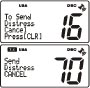 USA DSC
To Send
Distress
Cancel
Press[CLR]
16
USA DSC
Send
Distress
CANCEL
70